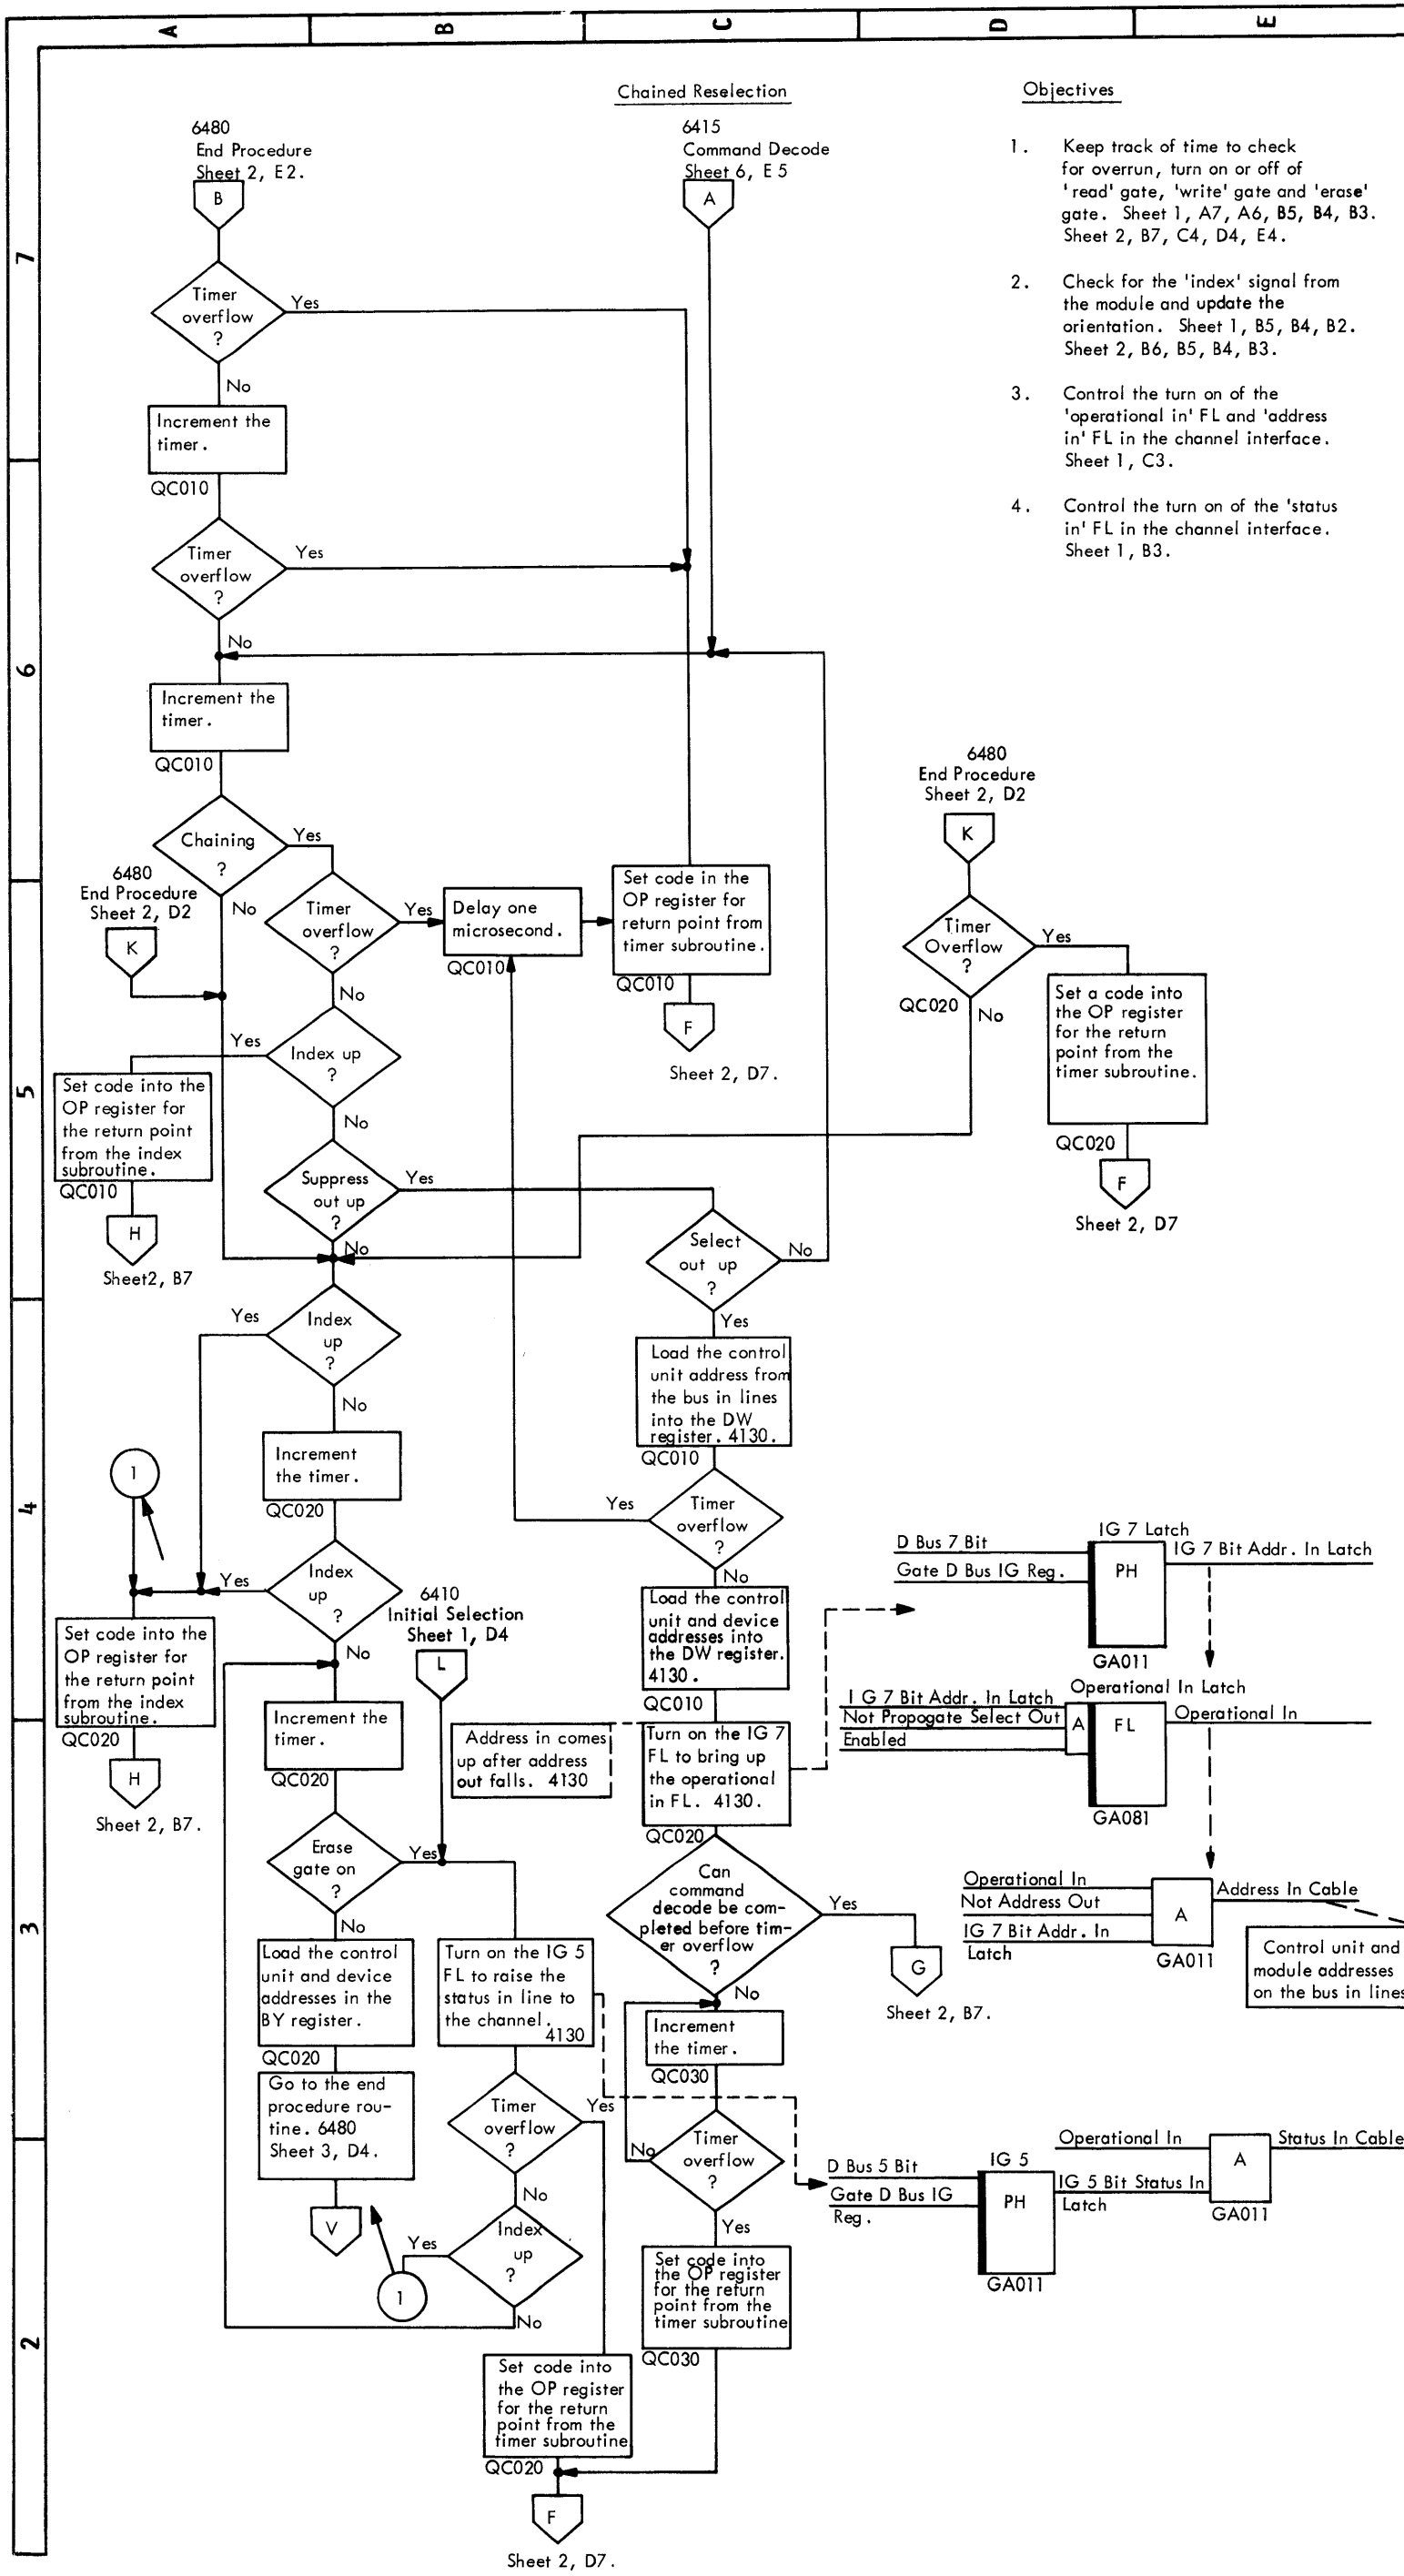 A
B
C
D
E
7
6
5
4
3
2
Chained Reselection
Objectives
1. Keep track of time to check
for overrun, turn on or off of
'read' gate, 'write' gate and 'erase'
gate. Sheet 1, A7, A6, B5, B4, B3.
Sheet 2, B7, C4, D4, E4.
2. Check for the 'index' signal from
the module and update the
orientation. Sheet 1, B5, B4, B2.
Sheet 2, B6, B5, B4, B3.
3. Control the turn on of the
'operational in' FL and 'address
in' FL in the channel interface.
Sheet 1, C3.
4. Control the turn on of the 'status
in' FL in the channel interface.
Sheet 1, B3.
6480
End Procedure
Sheet 2, E2.
B
6415
Command Decode
Sheet 6, E5
A
Timer
overflow
?
Yes
No
Increment the
timer.
QC010
Timer
overflow
?
Yes
No
Increment the
timer.
QC010
Chaining
?
Yes
No
6480
End Procedure
Sheet 2, D2
K
Timer
overflow
?
Yes
No
Delay one
microsecond.
QC010
Set code in the
OP register for
return point from
timer subroutine.
QC010
F
Sheet 2, D7.
6480
End Procedure
Sheet 2, D2
K
Timer
Overflow
?
Yes
QC020
No
Set a code into
the OP register
for the return
point from the
timer subroutine.
QC020
F
Sheet 2, D7
Index up
?
Yes
No
Set code into the
OP register for
the return point
from the index
subroutine.
QC010
H
Sheet2, B7
Suppress
out up
?
Yes
No
Select
out up
?
No
Yes
Index
up
?
Yes
No
Load the control
unit address from
the bus in lines
into the DW
register. 4130.
QC010
Increment
the timer.
QC020
1
Timer
overflow
?
Yes
No
Index
up
?
Yes
No
6410
Initial Selection
Sheet 1, D4
L
Load the control
unit and device
addresses into
the DW register.
4130.
QC010
Set code into the
OP register for
the return point
from the index
subroutine.
QC020
H
Sheet 2, B7.
Increment the
timer.
QC020
Address in comes
up after address
out falls. 4130
Turn on the IG 7
FL to bring up
the operational
in FL. 4130.
QC020
D Bus 7 Bit
Gate D Bus IG Reg.
IG 7 Latch
PH
GA011
IG 7 Bit Addr. In Latch
Operational In Latch
I G 7 Bit Addr. In Latch
Not Propogate Select Out
Enabled
A
FL
GA081
Operational In
Erase
gate on
?
Yes
No
Can
command
decode be com-
pleted before tim-
er overflow
?
Yes
No
G
Sheet 2, B7.
Operational In
Not Address Out
IG 7 Bit Addr. In
Latch
A
GA011
Address In Cable
Control unit and
module addresses
on the bus in lines
Load the control
unit and device
addresses in the
BY register.
QC020
Turn on the IG 5
FL to raise the
status in line to
the channel.
4130
Increment
the timer.
QC030
Go to the end
procedure rou-
tine. 6480
Sheet 3, D4.
V
Timer
overflow
?
Yes
No
Timer
overflow
?
No
Yes
D Bus 5 Bit
Gate D Bus IG
Reg.
IG 5
PH
GA011
Operational In
IG 5 Bit Status In
Latch
A
GA011
Status In Cable
Index
up
?
Yes
No
1
Set code into
the OP register
for the return
point from the
timer subroutine
QC030
Set code into
the OP register
for the return
point from the
timer subroutine
QC020
F
Sheet 2, D7.